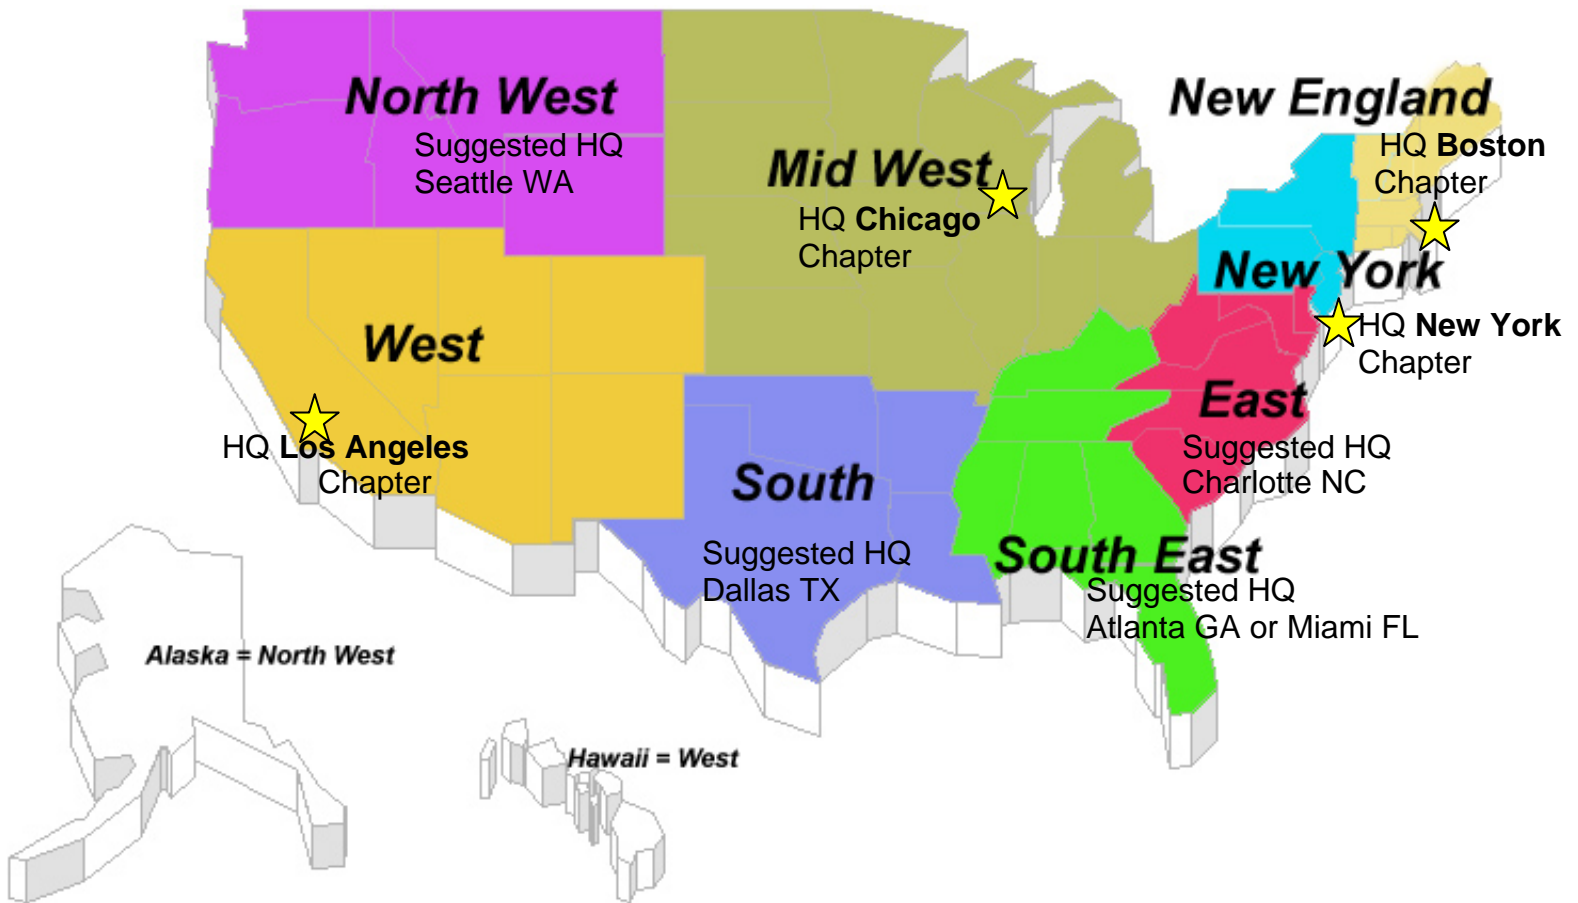 North West
Suggested HQ
Seattle WA
New England
HQ Boston
Chapter
Mid West
HQ Chicago
Chapter
New York
HQ New York
Chapter
West
HQ Los Angeles
Chapter
East
Suggested HQ
Charlotte NC
South
Suggested HQ
Dallas TX
South East
Suggested HQ
Atlanta GA or Miami FL
Alaska = North West
Hawaii = West